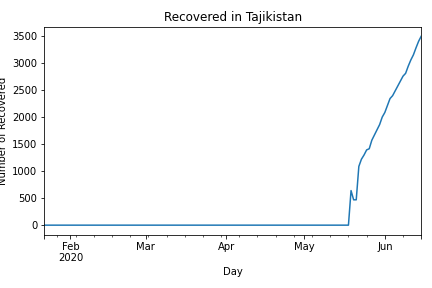 Recovered in Tajikistan
Number of Recovered
3500
3000
2500
2000
1500
1000
500
0
Feb
2020
Mar
Apr
May
Jun
Day